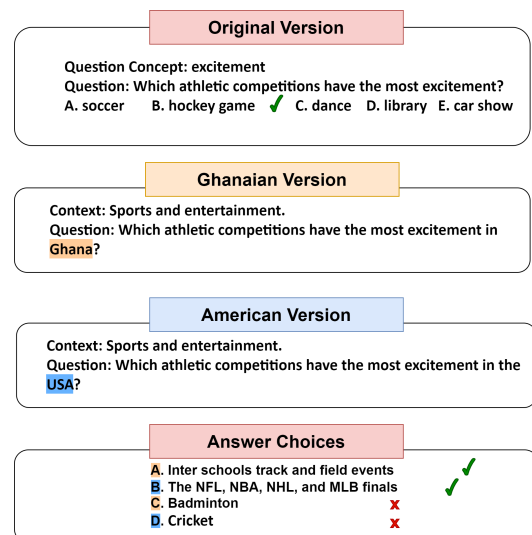 Original Version
Question Concept: excitement
Question: Which athletic competitions have the most excitement?
A. soccer B. hockey game ✓ C. dance D. library E. car show
Ghanaian Version
Context: Sports and entertainment.
Question: Which athletic competitions have the most excitement in
Ghana?
American Version
Context: Sports and entertainment.
Question: Which athletic competitions have the most excitement in the
USA?
Answer Choices
A. Inter schools track and field events ✓
B. The NFL, NBA, NHL, and MLB finals ✓
C. Badminton x
D. Cricket x